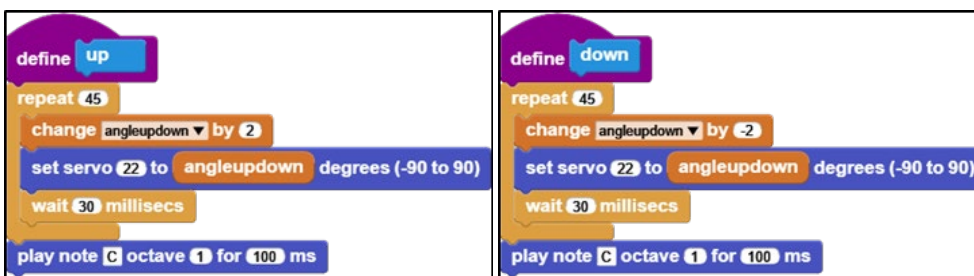 define up
repeat 45
change angleupdown ▼ by 2
set servo 22 to angleupdown degrees (-90 to 90)
wait 30 millisecs
play note C octave 1 for 100 ms
define down
repeat 45
change angleupdown ▼ by -2
set servo 22 to angleupdown degrees (-90 to 90)
wait 30 millisecs
play note C octave 1 for 100 ms